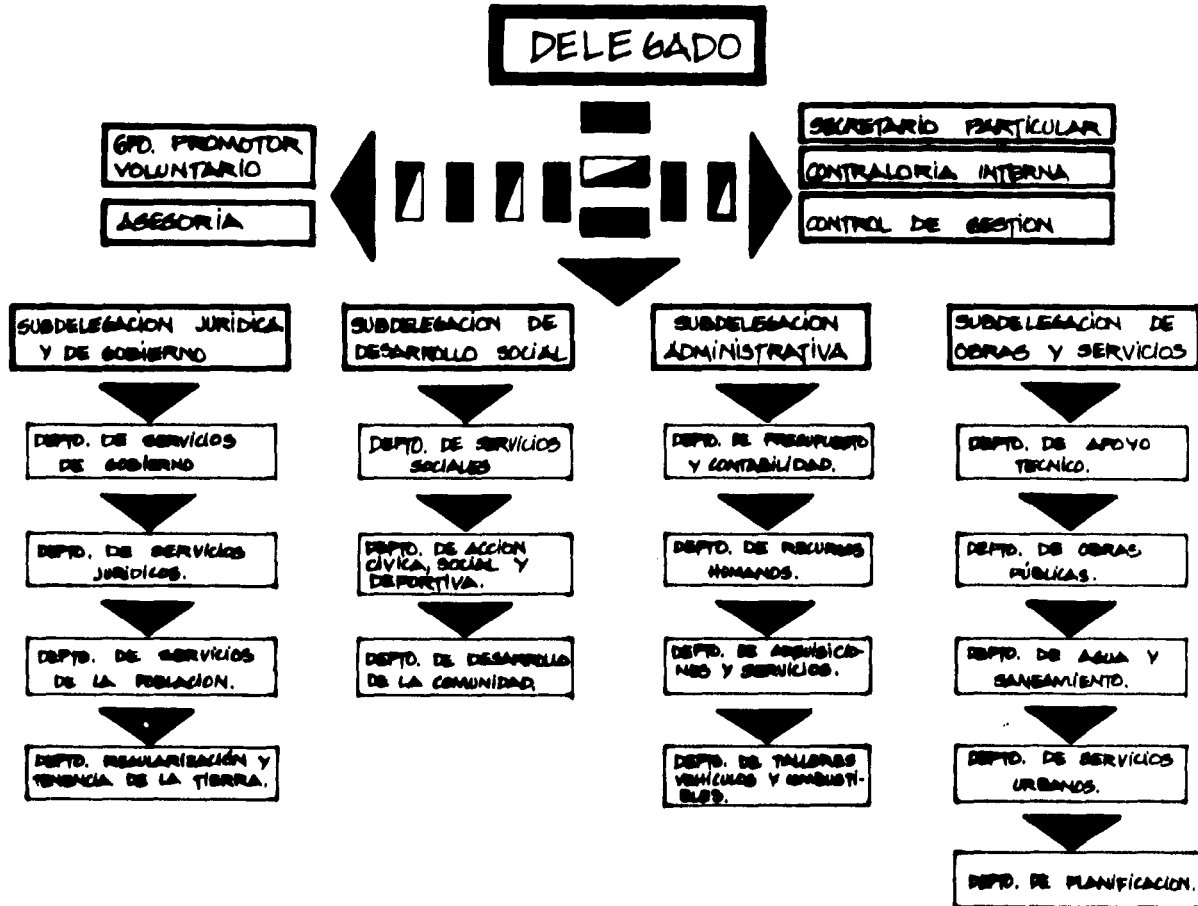 DELEGADO
GPO. PROMOTOR
VOLUNTARIO
ASESORÍA
SECRETARIO PARTICULAR
CONTRALORIA INTERNA
CONTROL DE GESTION
SUBDELEGACION JURÍDICA
Y DE GOBIERNO
DEPTO. DE SERVICIOS
DE GOBIERNO
DEPTO. DE SERVICIOS
JURIDICOS.
DEPTO. DE SERVICIOS
DE LA POBLACION.
DEPTO. REGULARIZACIÓN Y
TENENCIA DE LA TIERRA.
SUBDELEGACION DE
DESARROLLO SOCIAL
DEPTO. DE SERVICIOS
SOCIALES
DEPTO. DE ACCION
CÍVICA, SOCIAL Y
DEPORTIVA.
DEPTO. DE DESARROLLO
DE LA COMUNIDAD.
SUBDELEGACION
ADMINISTRATIVA
DEPTO. DE PRESUPUESTO
Y CONTABILIDAD.
DEPTO. DE RECURSOS
HUMANOS.
DEPTO. DE ADQUISICIO-
NES Y SERVICIOS.
DEPTO. DE TALLERES
VEHÍCULOS Y COMBUSTI-
BLES.
SUBDELEGACION DE
OBRAS Y SERVICIOS
DEPTO. DE APOYO
TECNICO.
DEPTO. DE OBRAS
PÚBLICAS.
DEPTO. DE AGUA Y
SANEAMIENTO.
DEPTO. DE SERVICIOS
URBANOS.
DEPTO. DE PLANIFICACION.